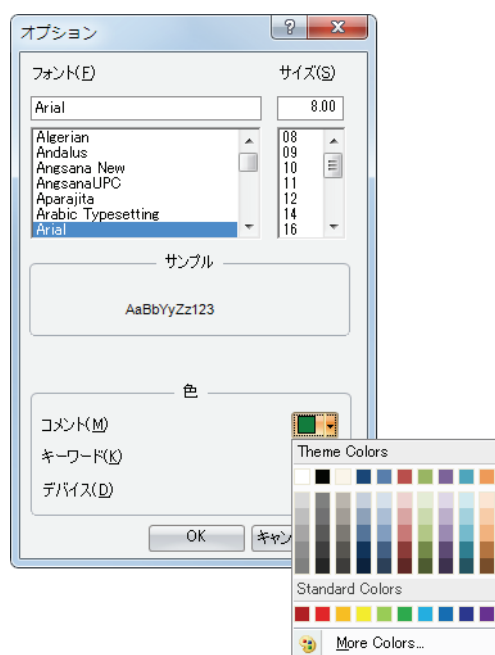 オプション
フォント(F)
サイズ(S)
Arial
8.00
Algerian
Andalus
Angsana New
AngsanaUPC
Aparajita
Arabic Typesetting
Arial
08
09
10
11
12
14
16
サンプル
AaBbYyZz123
色
コメント(M)
キーワード(K)
デバイス(D)
OK
キャン
Theme Colors
Standard Colors
More Colors...